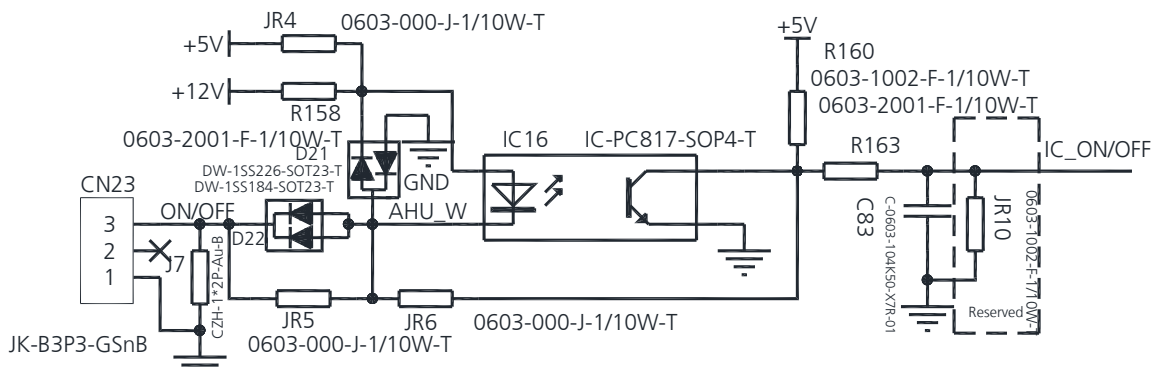 JR4 0603-000-J-1/10W-T
+5V
+5V
R160
0603-1002-F-1/10W-T
+12V
R158
0603-2001-F-1/10W-T
0603-2001-F-1/10W-T
D21
DW-1SS226-SOT23-T
DW-1SS184-SOT23-T
GND
IC16 IC-PC817-SOP4-T
R163
IC_ON/OFF
CN23
ON/OFF
AHU_W
3
2
1
D22
J7
CZH-1*2P-Au-B
C83
C-0603-104K50-X7R-01
JR10
0603-1002-F-1/10W-
Reserved
JR5
JR6
0603-000-J-1/10W-T
JK-B3P3-GSnB
0603-000-J-1/10W-T